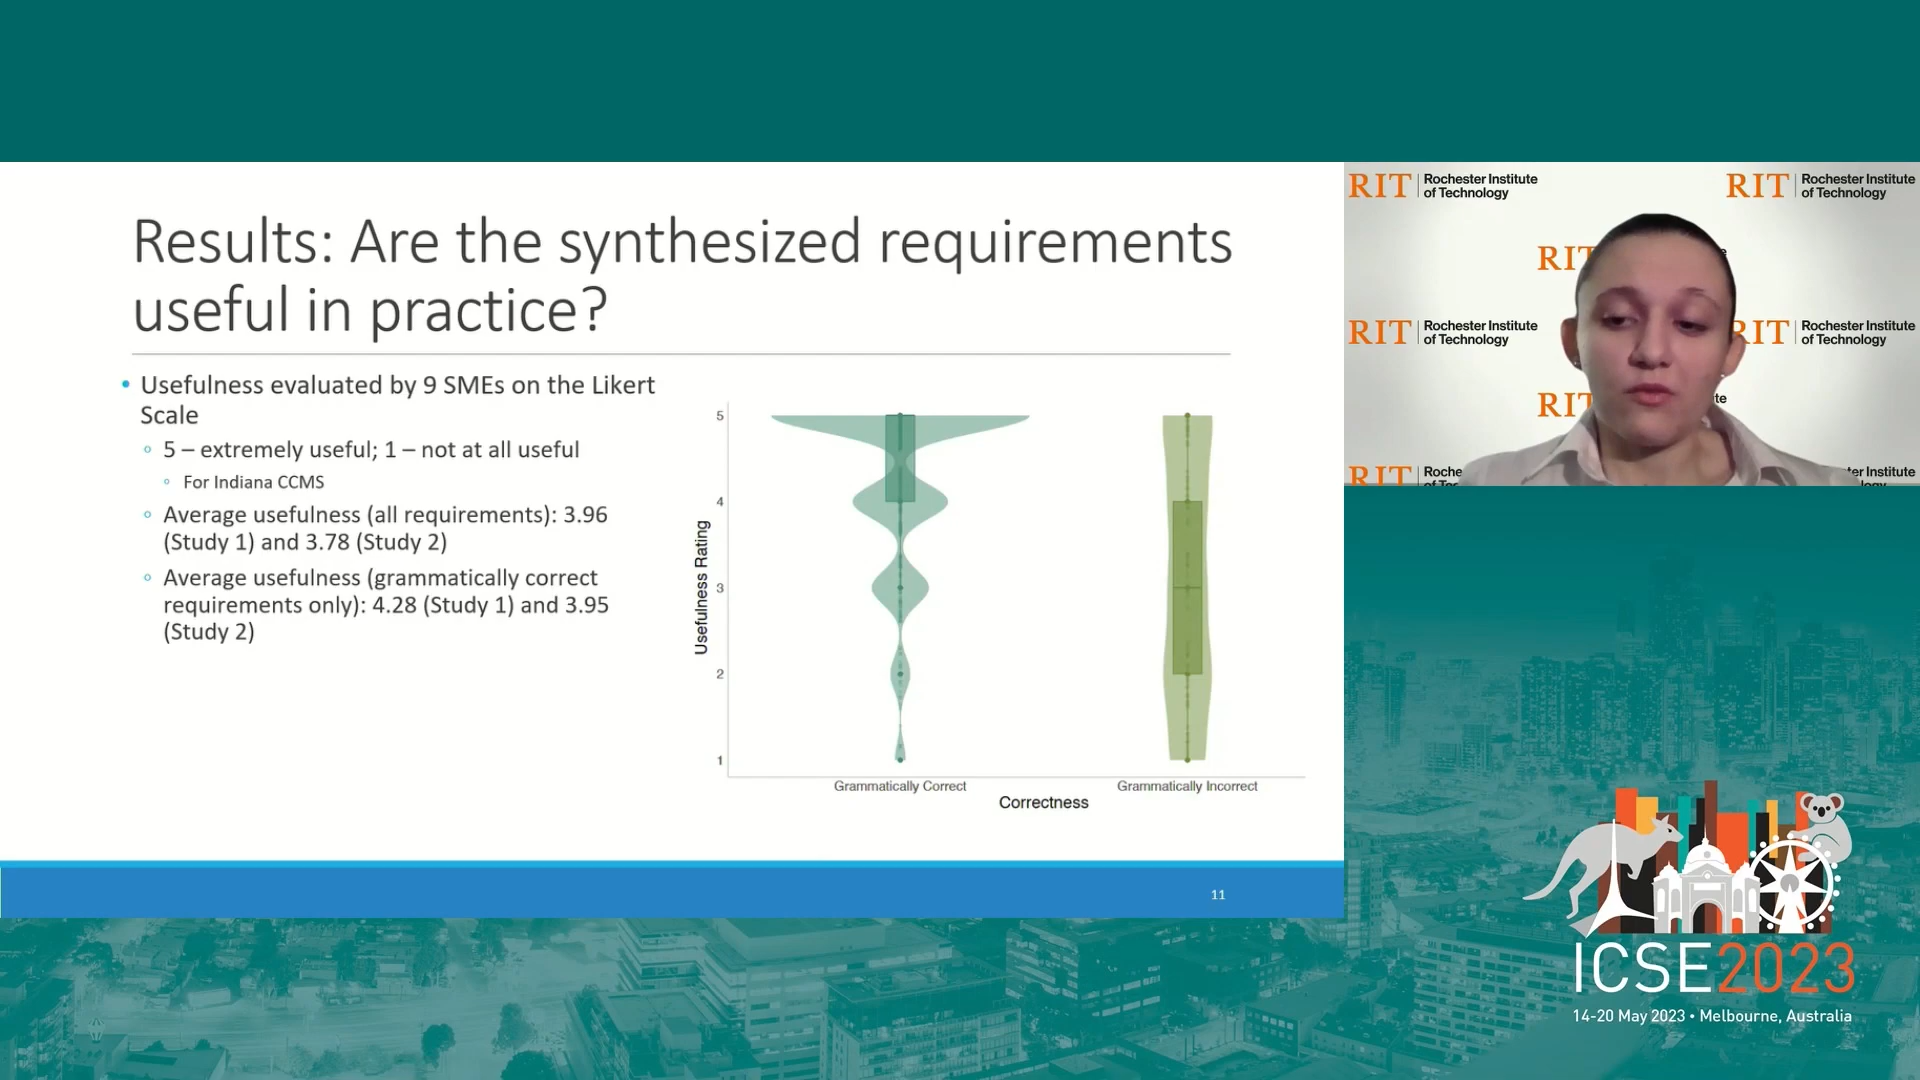 Results: Are the synthesized requirements
useful in practice?
• Usefulness evaluated by 9 SMEs on the Likert
Scale
◦ 5 – extremely useful; 1 – not at all useful
◦ For Indiana CCMS
◦ Average usefulness (all requirements): 3.96
(Study 1) and 3.78 (Study 2)
◦ Average usefulness (grammatically correct
requirements only): 4.28 (Study 1) and 3.95
(Study 2)
Usefulness Rating
5
4
3
2
1
Grammatically Correct
Grammatically Incorrect
Correctness
11
RIT Rochester Institute
of Technology
RIT Rochester Institute
of Technology
RIT
RIT Rochester Institute
of Technology
RIT Rochester Institute
of Technology
RIT
te
RIT Roche
ter Institute
ICSE2023
14-20 May 2023 • Melbourne, Australia